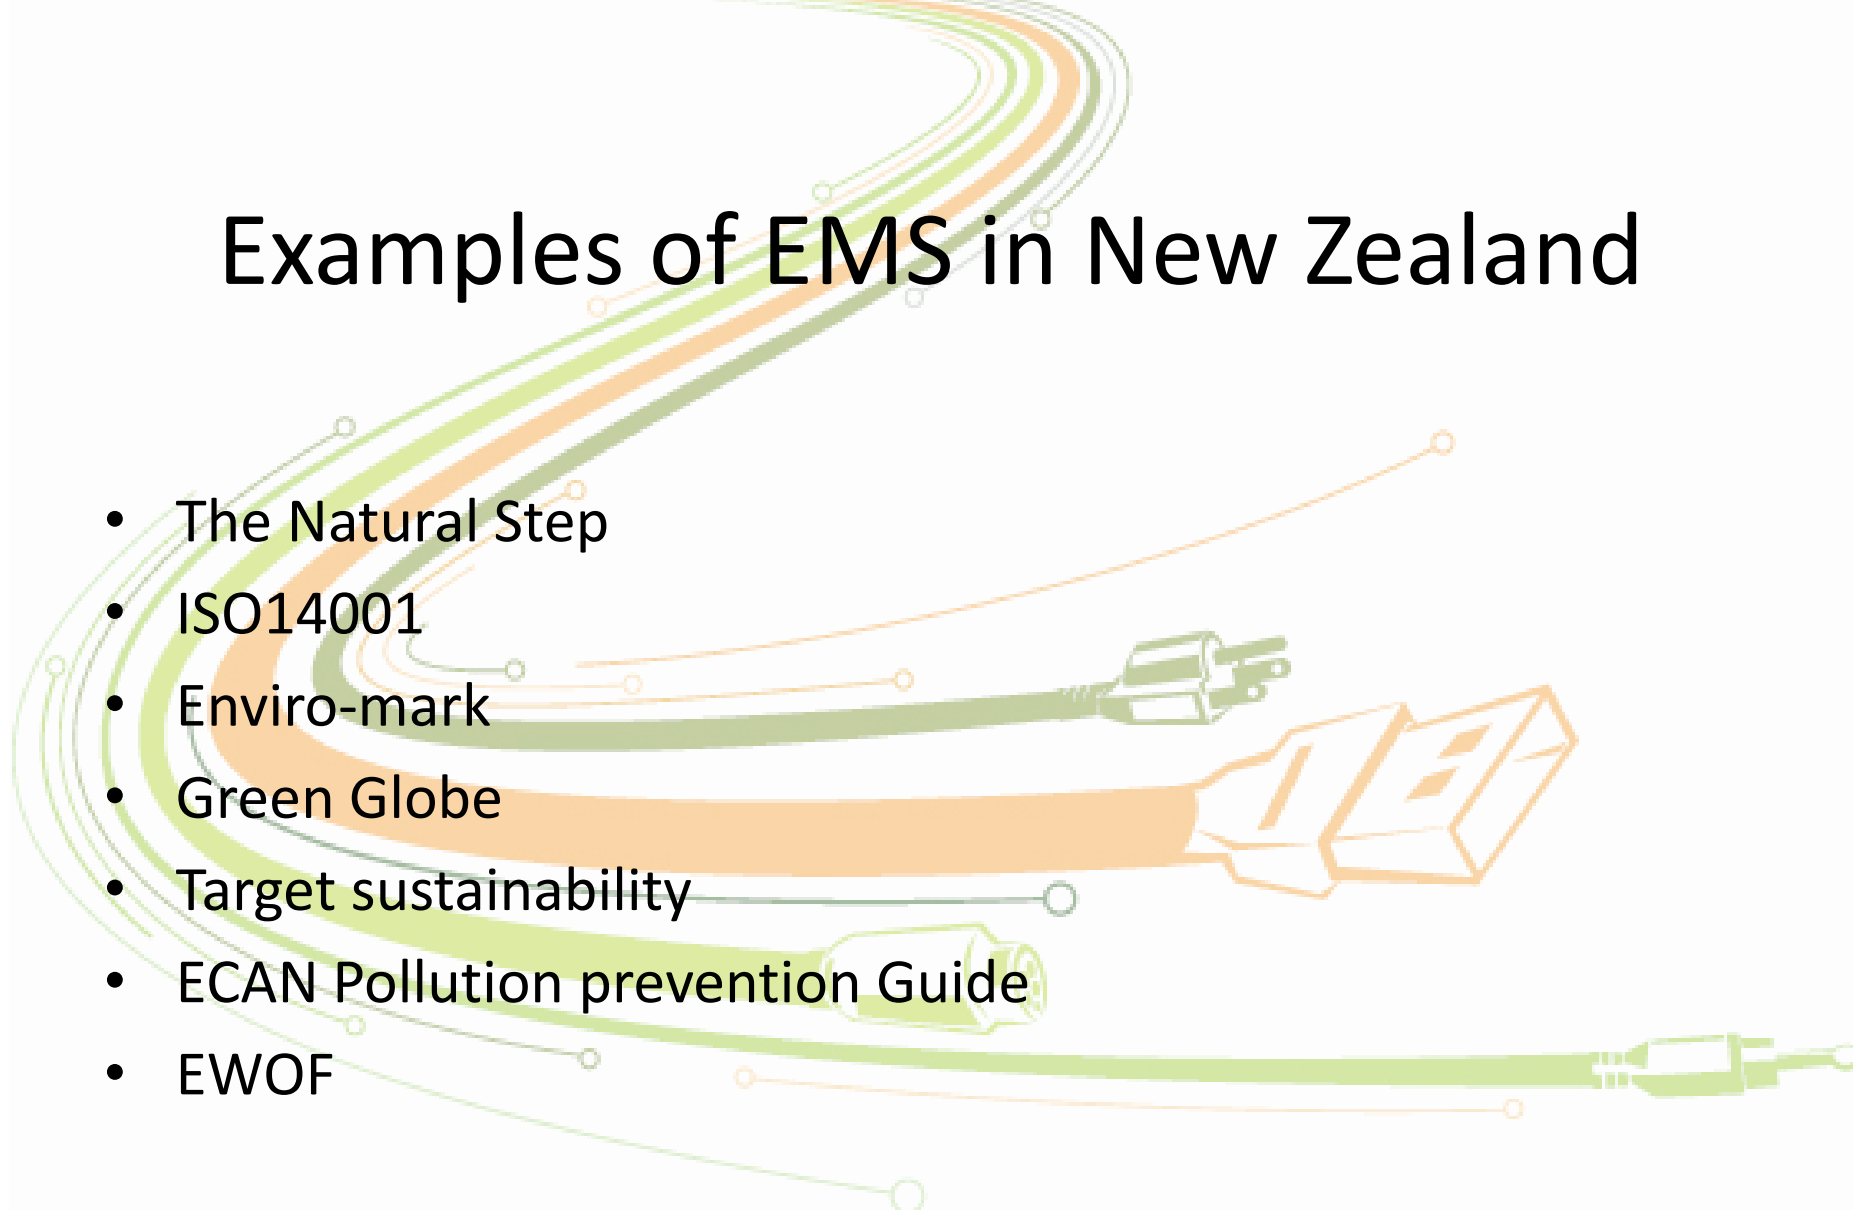 Examples of EMS in New Zealand
• The Natural Step
• ISO14001
• Enviro-mark
• Green Globe
• Target sustainability
• ECAN Pollution prevention Guide
• EWOF